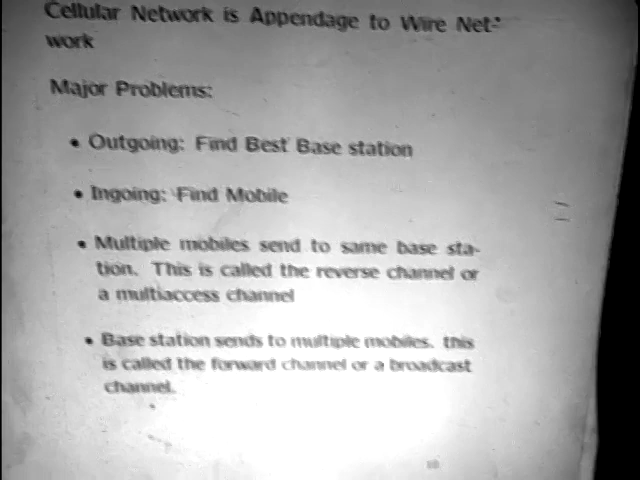 Cellular Network is Appendage to Wire Net-
work
Major Problems:
• Outgoing: Find Best Base station
• Ingoing: Find Mobile
• Multiple mobiles send to same base sta-
tion. This is called the reverse channel or
a multiaccess channel
• Base station sends to multiple mobiles. this
is called the forward channel or a broadcast
channel.